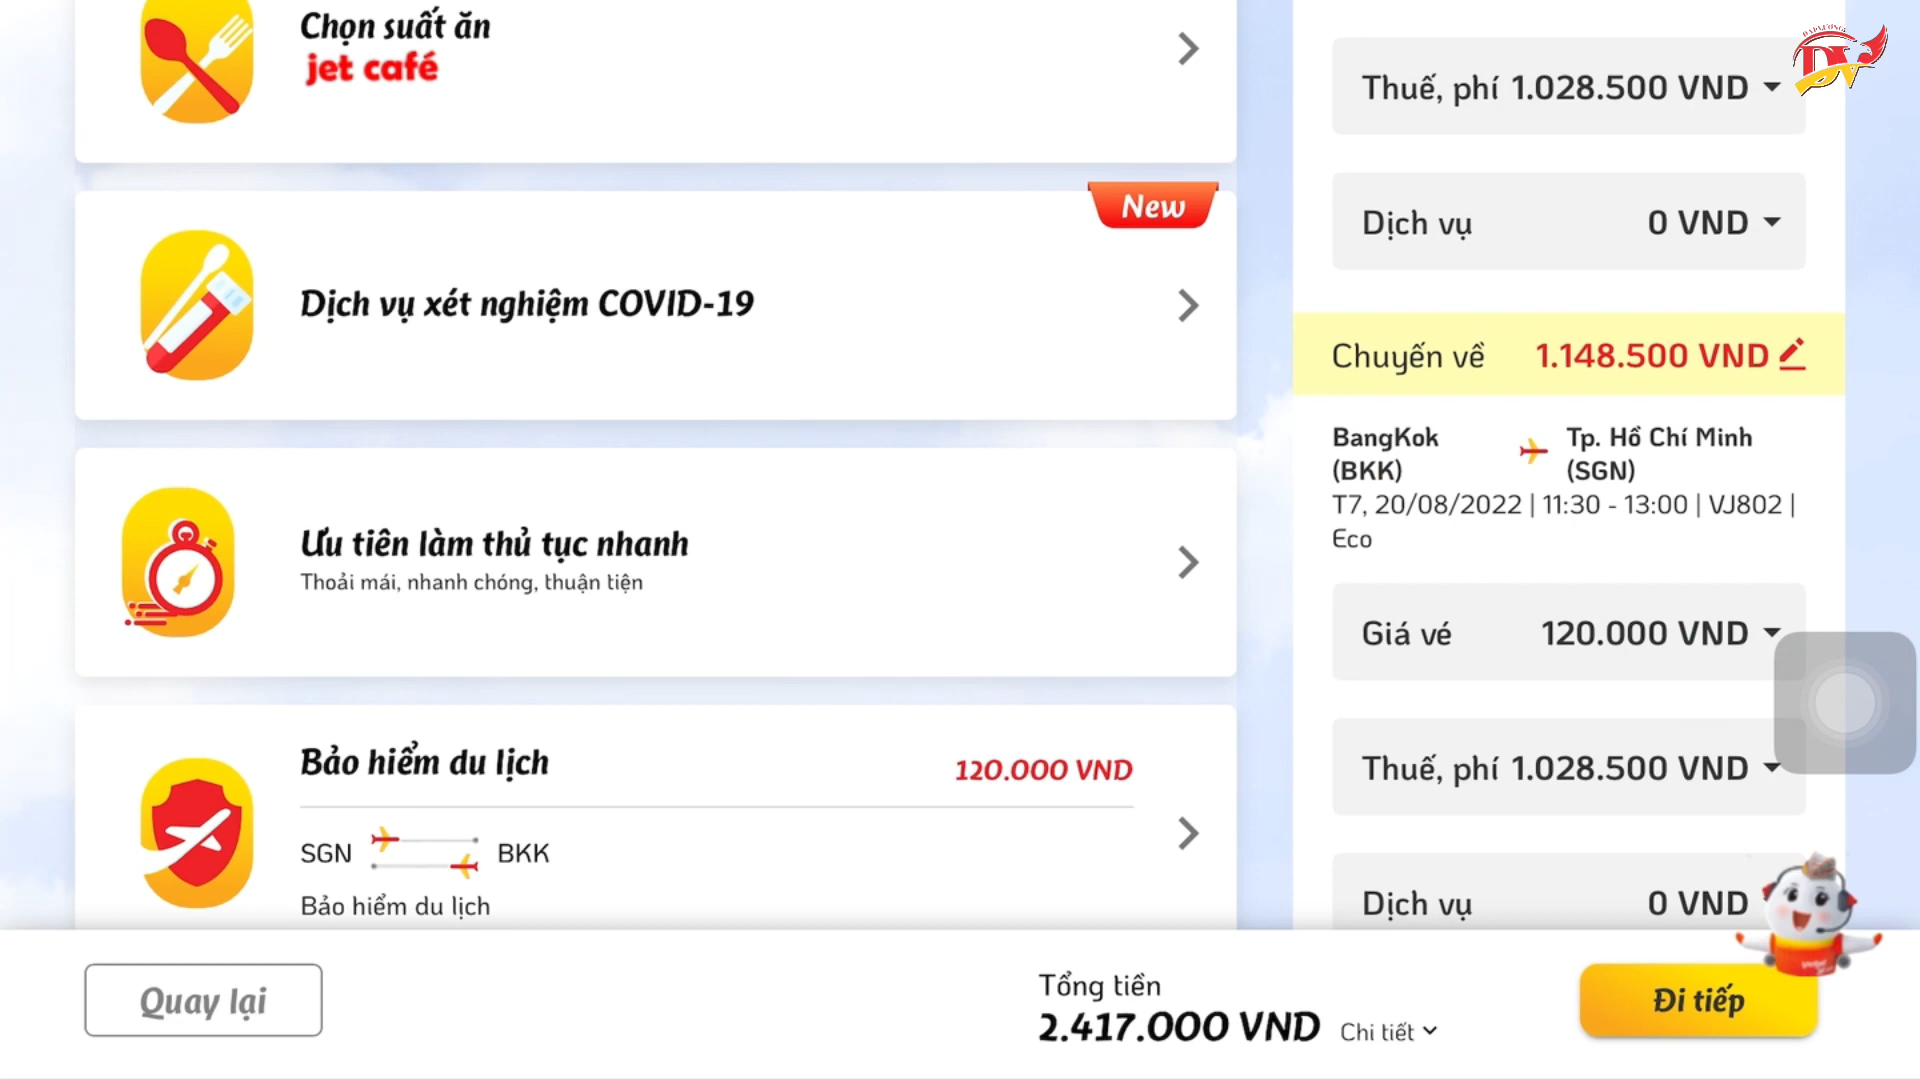 Chọn suất ăn
jet café
New
Dịch vụ xét nghiệm COVID-19
Ưu tiên làm thủ tục nhanh
Thoải mái, nhanh chóng, thuận tiện
Bảo hiểm du lịch
120.000 VND
SGN BKK
Bảo hiểm du lịch
Thuế, phí 1.028.500 VND
Dịch vụ 0 VND
Chuyến về 1.148.500 VND
BangKok Tp. Hồ Chí Minh
(BKK) (SGN)
T7, 20/08/2022 | 11:30 - 13:00 | VJ802 |
Eco
Giá vé 120.000 VND
Thuế, phí 1.028.500 VND
Dịch vụ 0 VND
Quay lại
Tổng tiền
2.417.000 VND Chi tiết
Đi tiếp